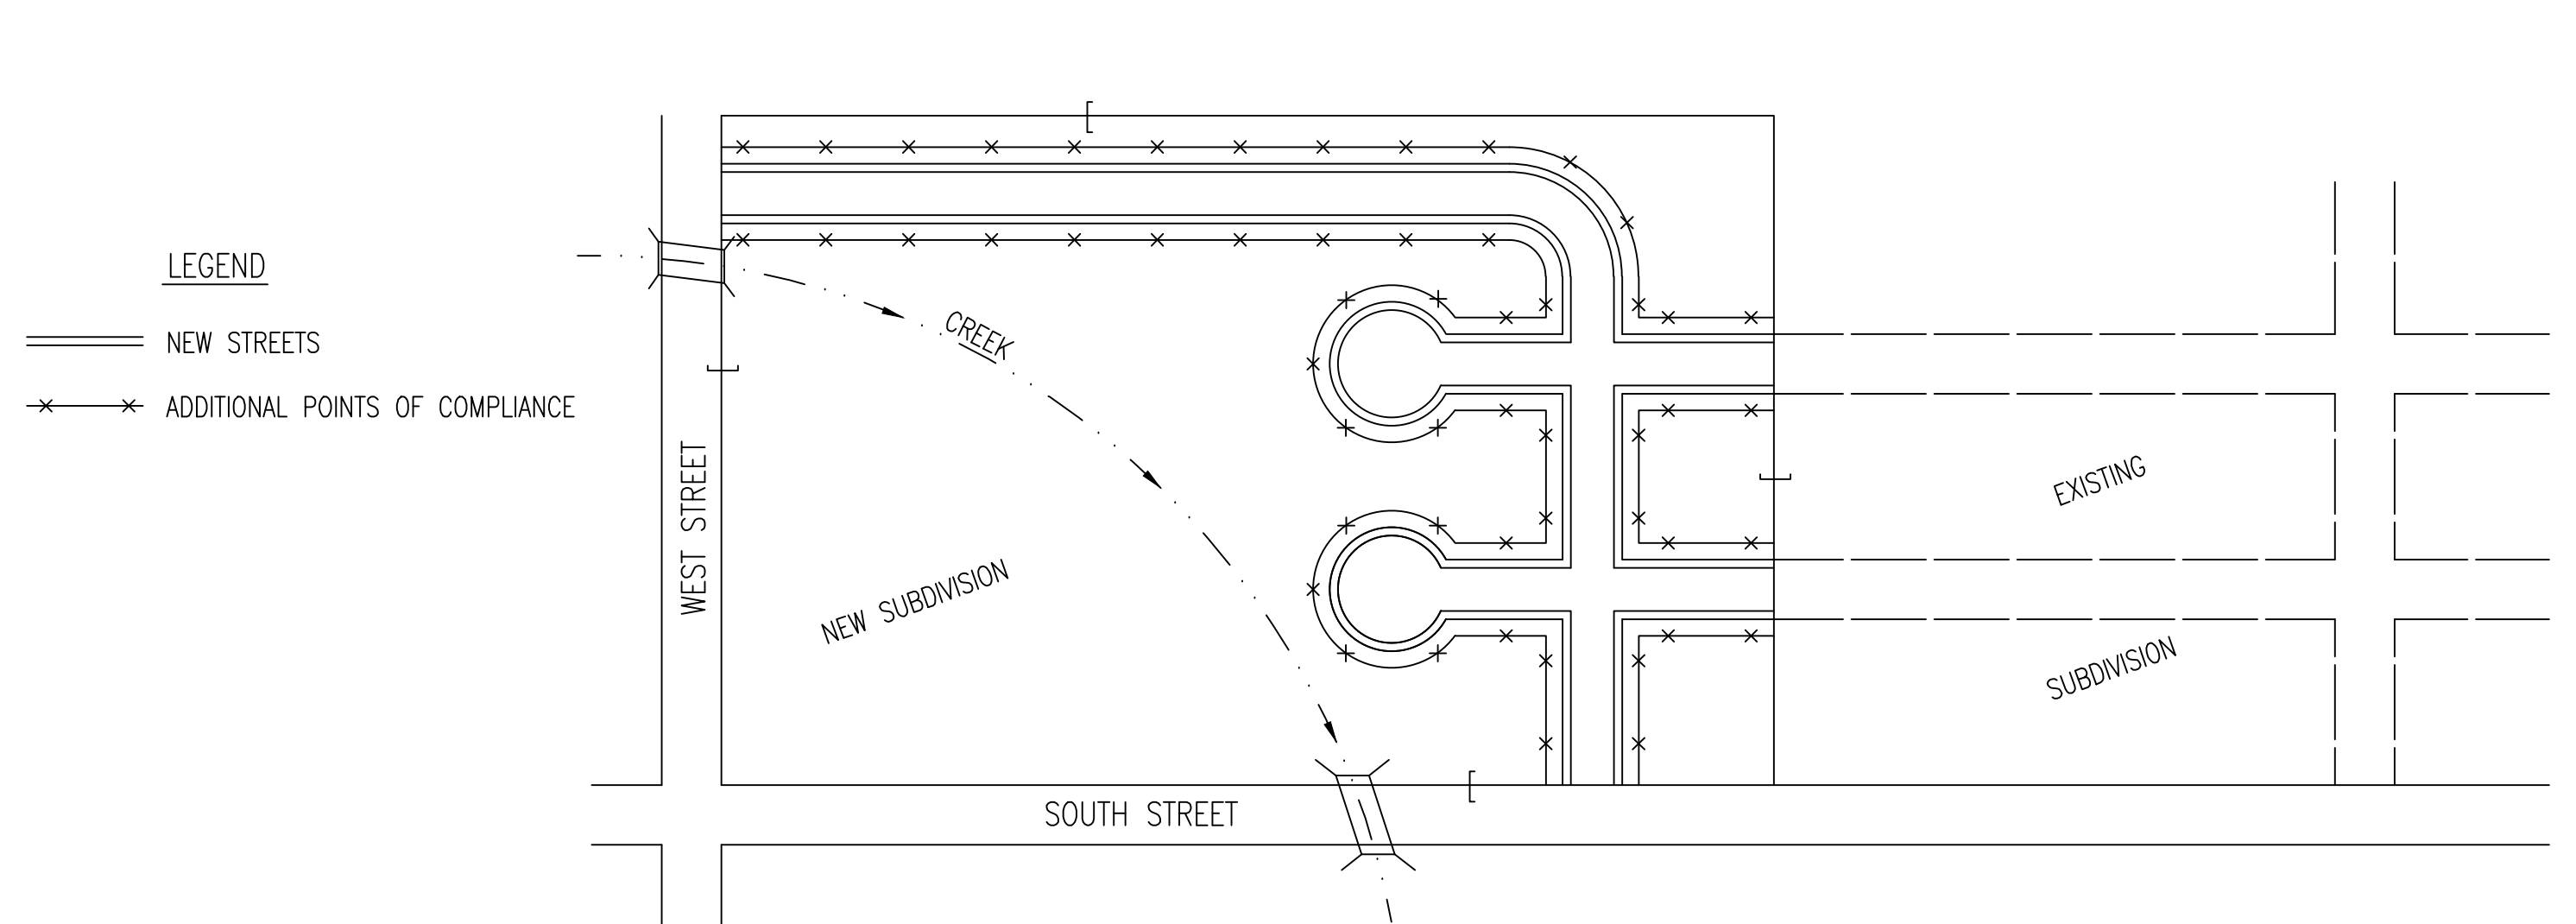 LEGEND
NEW STREETS
ADDITIONAL POINTS OF COMPLIANCE
WEST STREET
CREEK
NEW SUBDIVISION
SOUTH STREET
EXISTING
SUBDIVISION